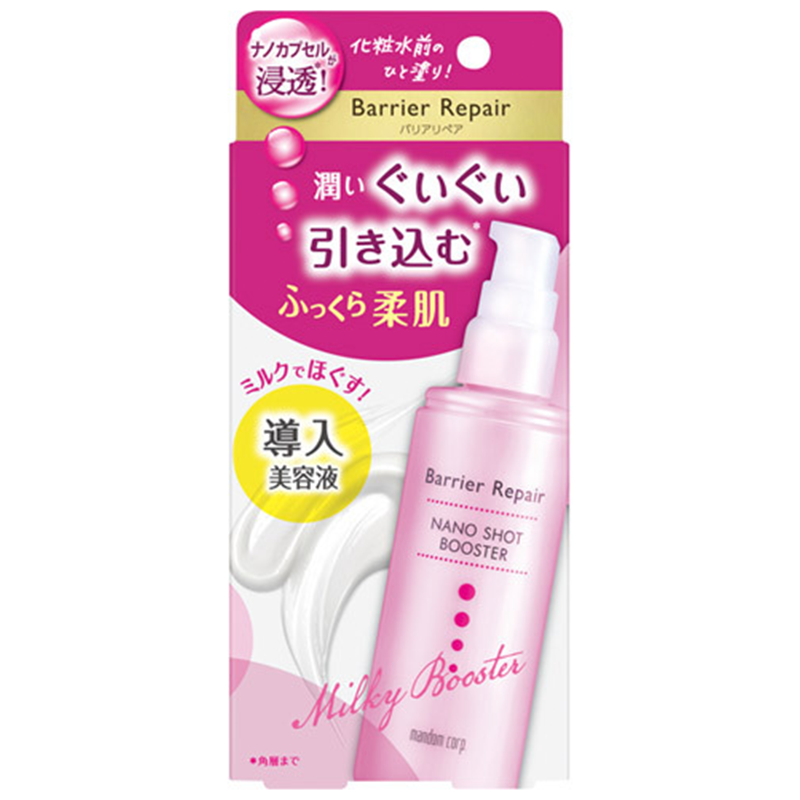 ナノカプセルが
浸透!*
化粧水前の
ひと塗り!
Barrier Repair
バリアリペア
潤いぐいぐい
引き込む*
ふっくら柔肌
ミルクでほぐす!
導入
美容液
Barrier Repair
NANO SHOT
BOOSTER
Milky Booster
mandom corp.
*角層まで